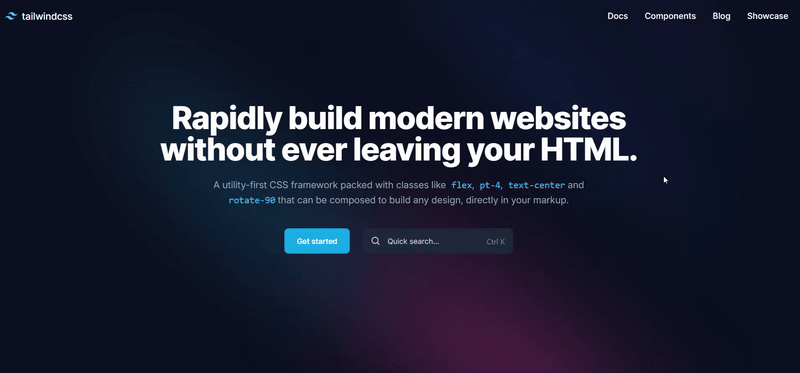 tailwindcss
Docs Components Blog Showcase
Rapidly build modern websites
without ever leaving your HTML.
A utility-first CSS framework packed with classes like flex, pt-4, text-center and
rotate-90 that can be composed to build any design, directly in your markup.
Get started
Quick search... Ctrl K